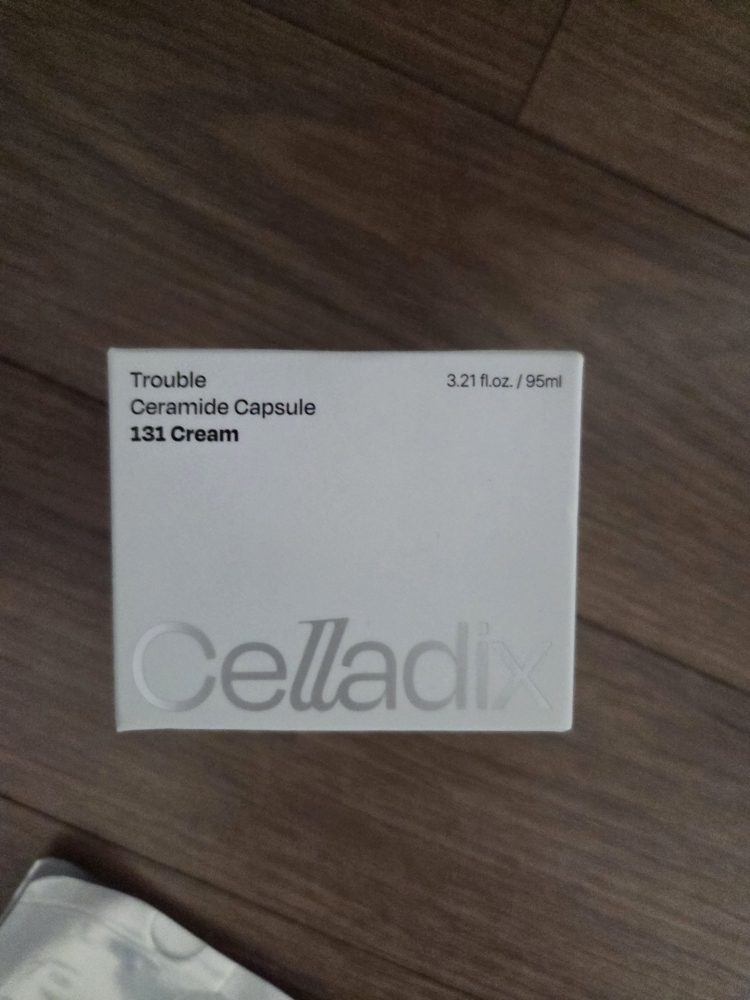 Trouble
Ceramide Capsule
131 Cream
3.21 fl.oz. / 95ml
Celladix